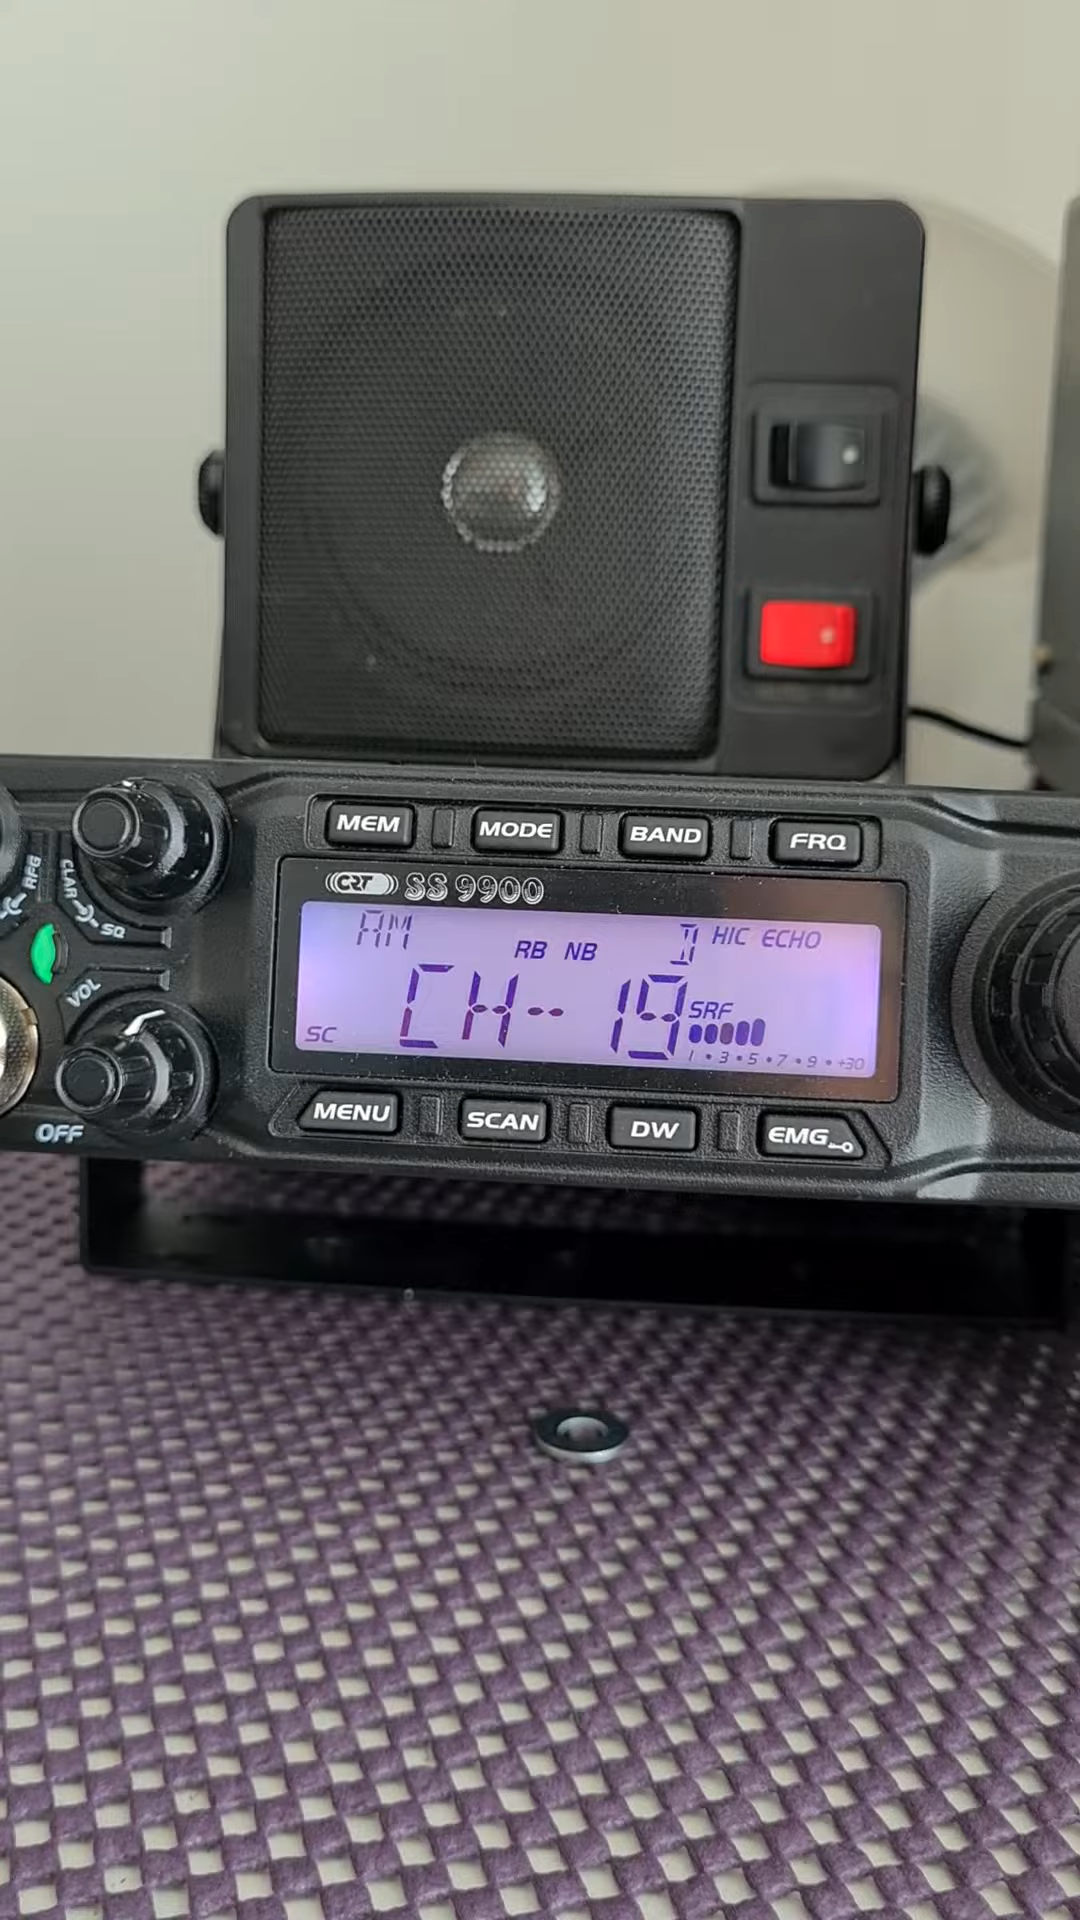 MEM MODE BAND FRQ
CRT SS 9900
RFG
CLAR
SQ
AM RB NB D HIC ECHO
VOL
CH-- 19 SRF
SC 1 • 3 • 5 • 7 • 9 • +30
OFF
MENU SCAN DW EMG